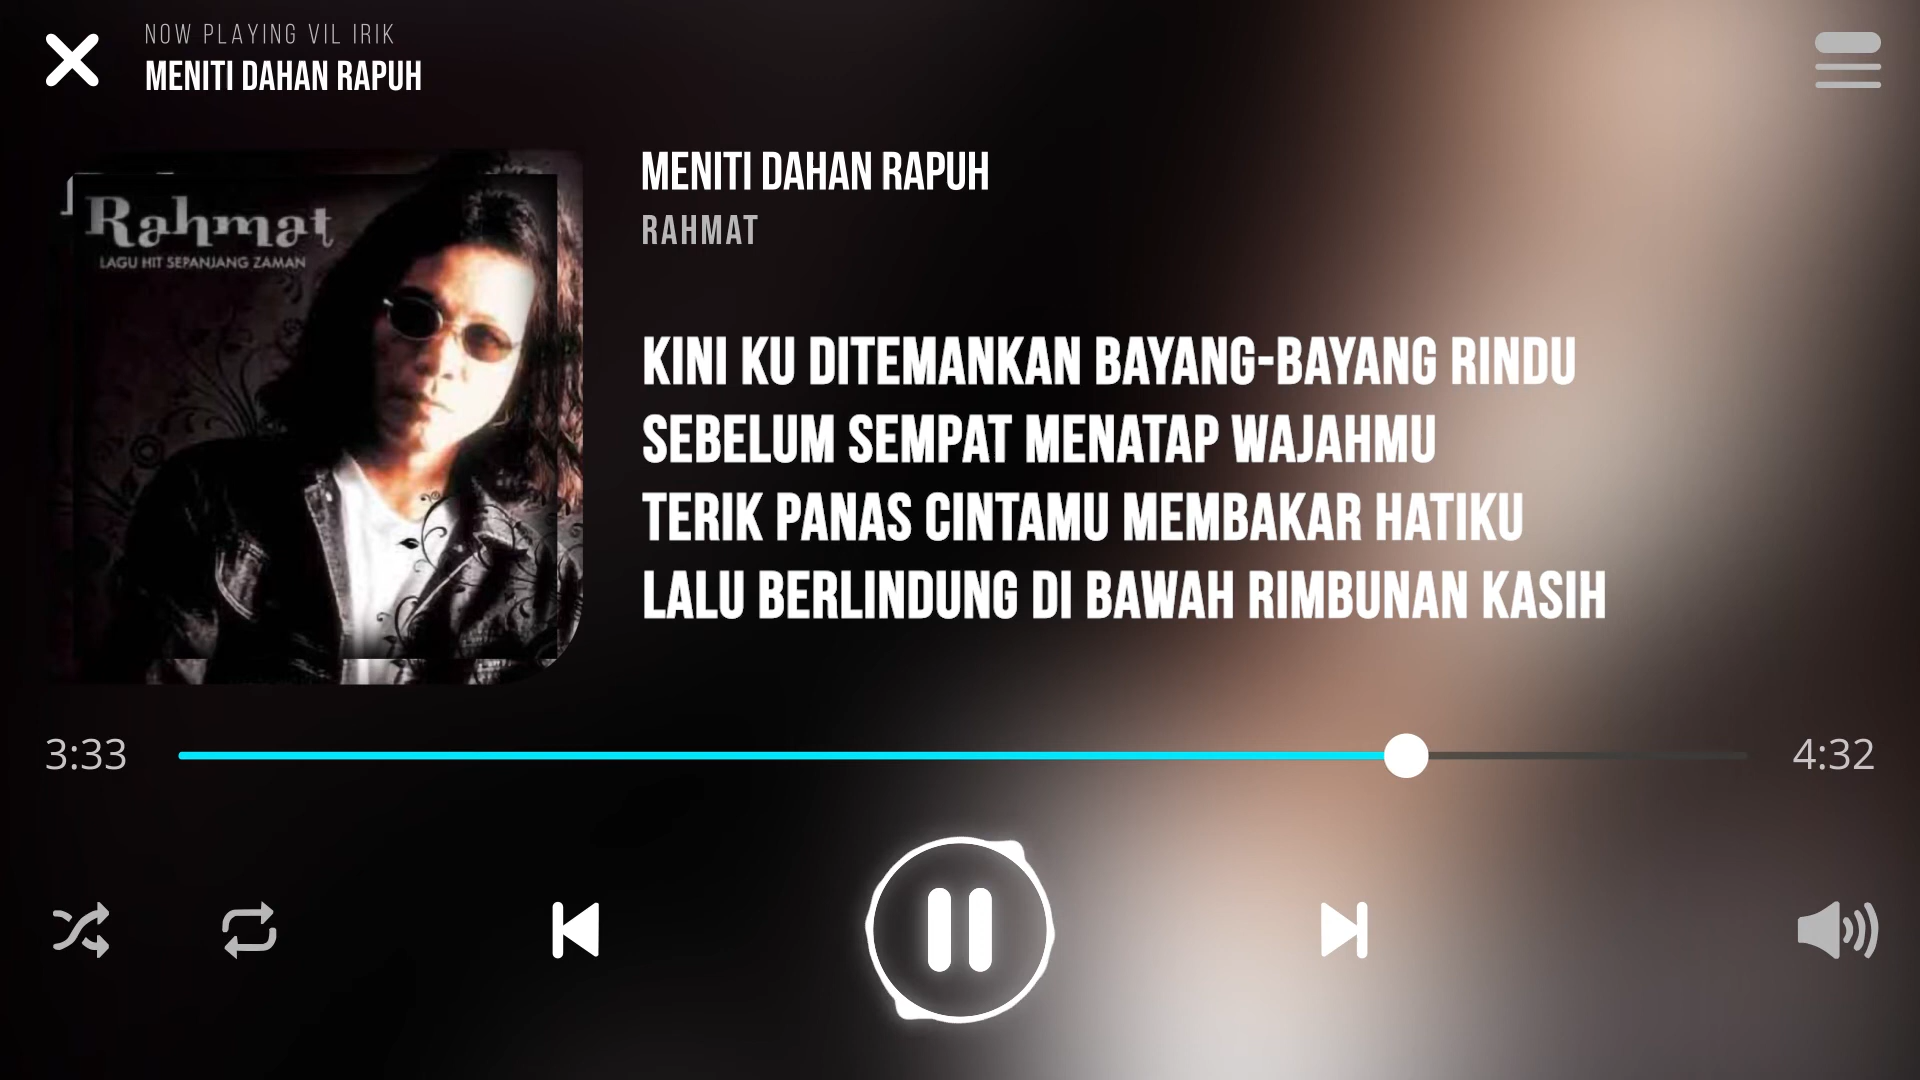 NOW PLAYING VIL IRIK
MENITI DAHAN RAPUH
Rahmat
LAGU HIT SEPANJANG ZAMAN
MENITI DAHAN RAPUH
RAHMAT
KINI KU DITEMANKAN BAYANG-BAYANG RINDU
SEBELUM SEMPAT MENATAP WAJAHMU
TERIK PANAS CINTAMU MEMBAKAR HATIKU
LALU BERLINDUNG DI BAWAH RIMBUNAN KASIH
3:33
4:32